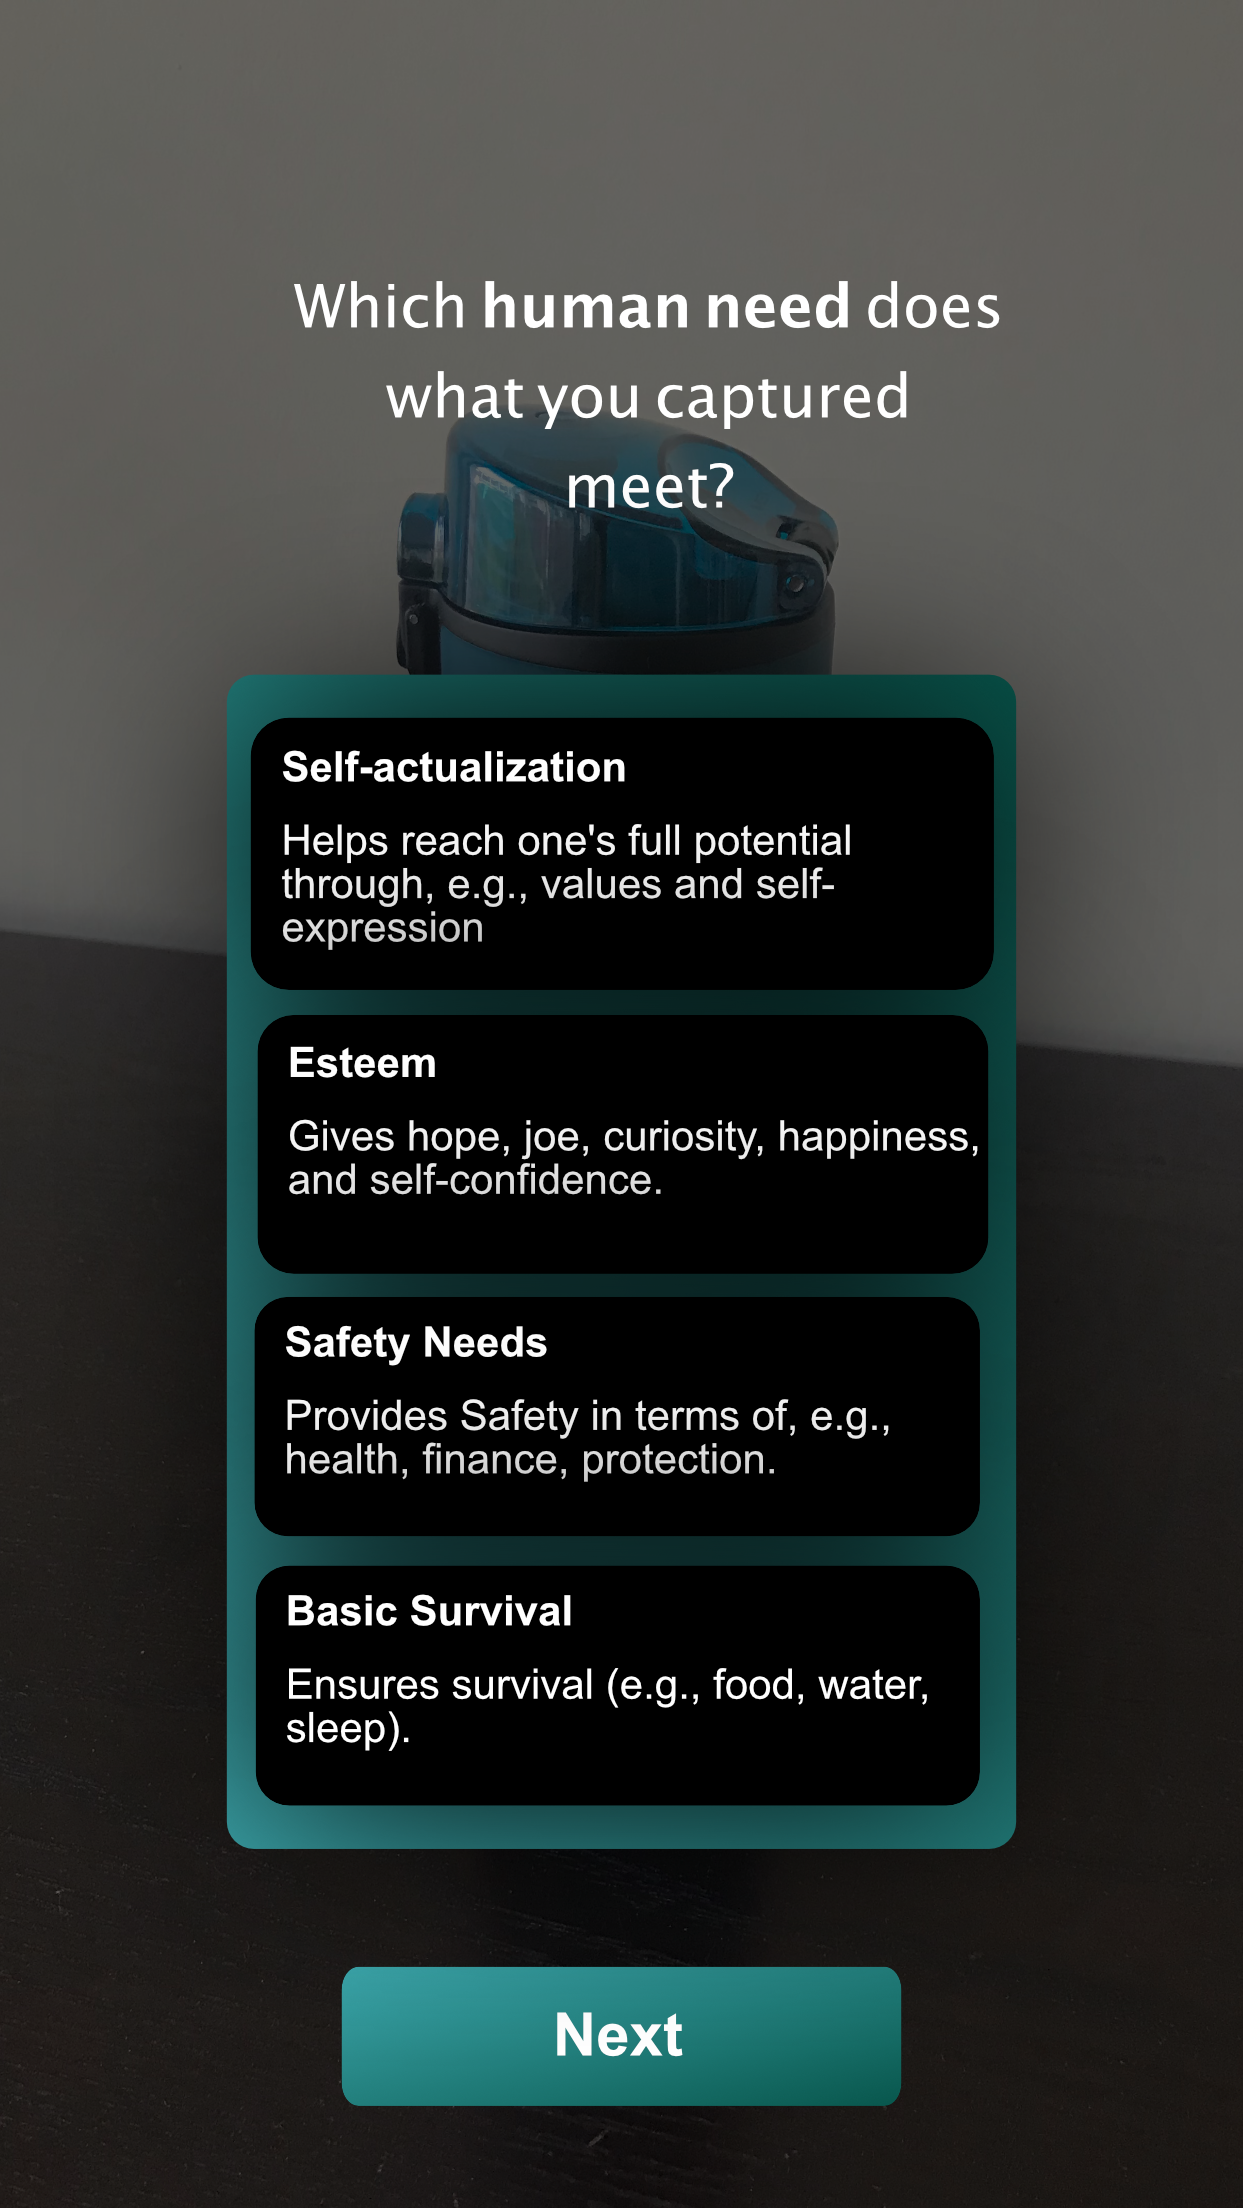 Which human need does
what you captured
meet?
Self-actualization
Helps reach one's full potential
through, e.g., values and self-
expression
Esteem
Gives hope, joe, curiosity, happiness,
and self-confidence.
Safety Needs
Provides Safety in terms of, e.g.,
health, finance, protection.
Basic Survival
Ensures survival (e.g., food, water,
sleep).
Next